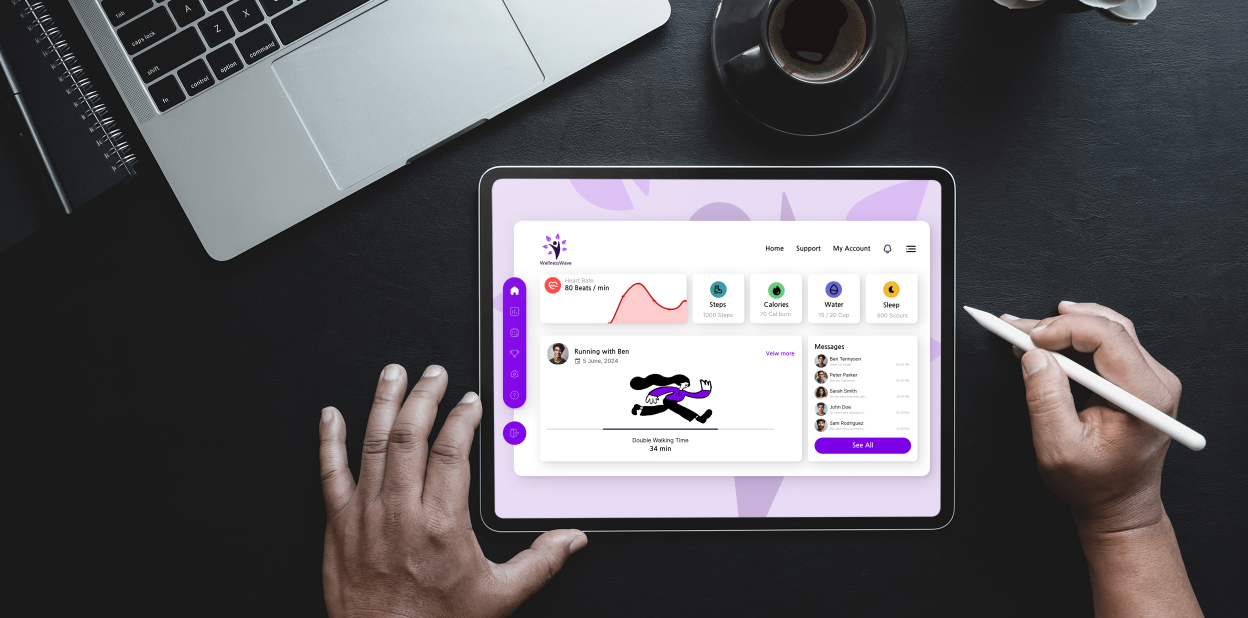 tab
A
caps lock
Z
X
shift
fn
control
option
command
WellnessWave
Home
Support
My Account
Heart Rate
80 Beats / min
Steps
1000 Steps
Calories
70 Cal burn
Water
15 / 20 Cup
Sleep
900 Scours
Running with Ben
5 June, 2024
Veiw more
Double Walking Time
34 min
Messages
Ben Tennyson
Peter Parker
Sarah Smith
John Doe
Sam Rodriguez
See All